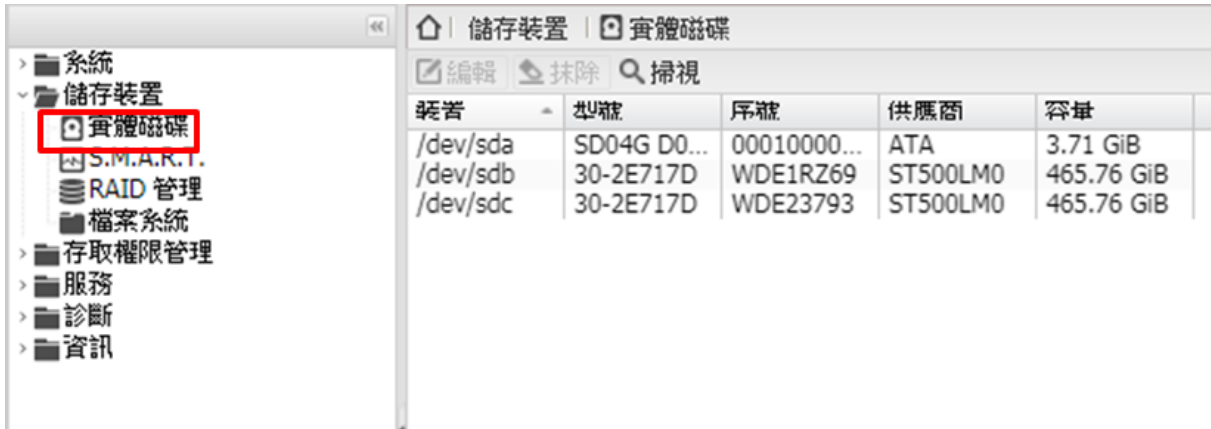 系統
儲存裝置
實體磁碟
S.M.A.R.T.
RAID 管理
檔案系統
存取權限管理
服務
診斷
資訊
儲存裝置 實體磁碟
編輯 抹除 掃視
裝置 型號 序號 供應商 容量
/dev/sda SD04G D0... 00010000... ATA 3.71 GiB
/dev/sdb 30-2E717D WDE1RZ69 ST500LM0 465.76 GiB
/dev/sdc 30-2E717D WDE23793 ST500LM0 465.76 GiB